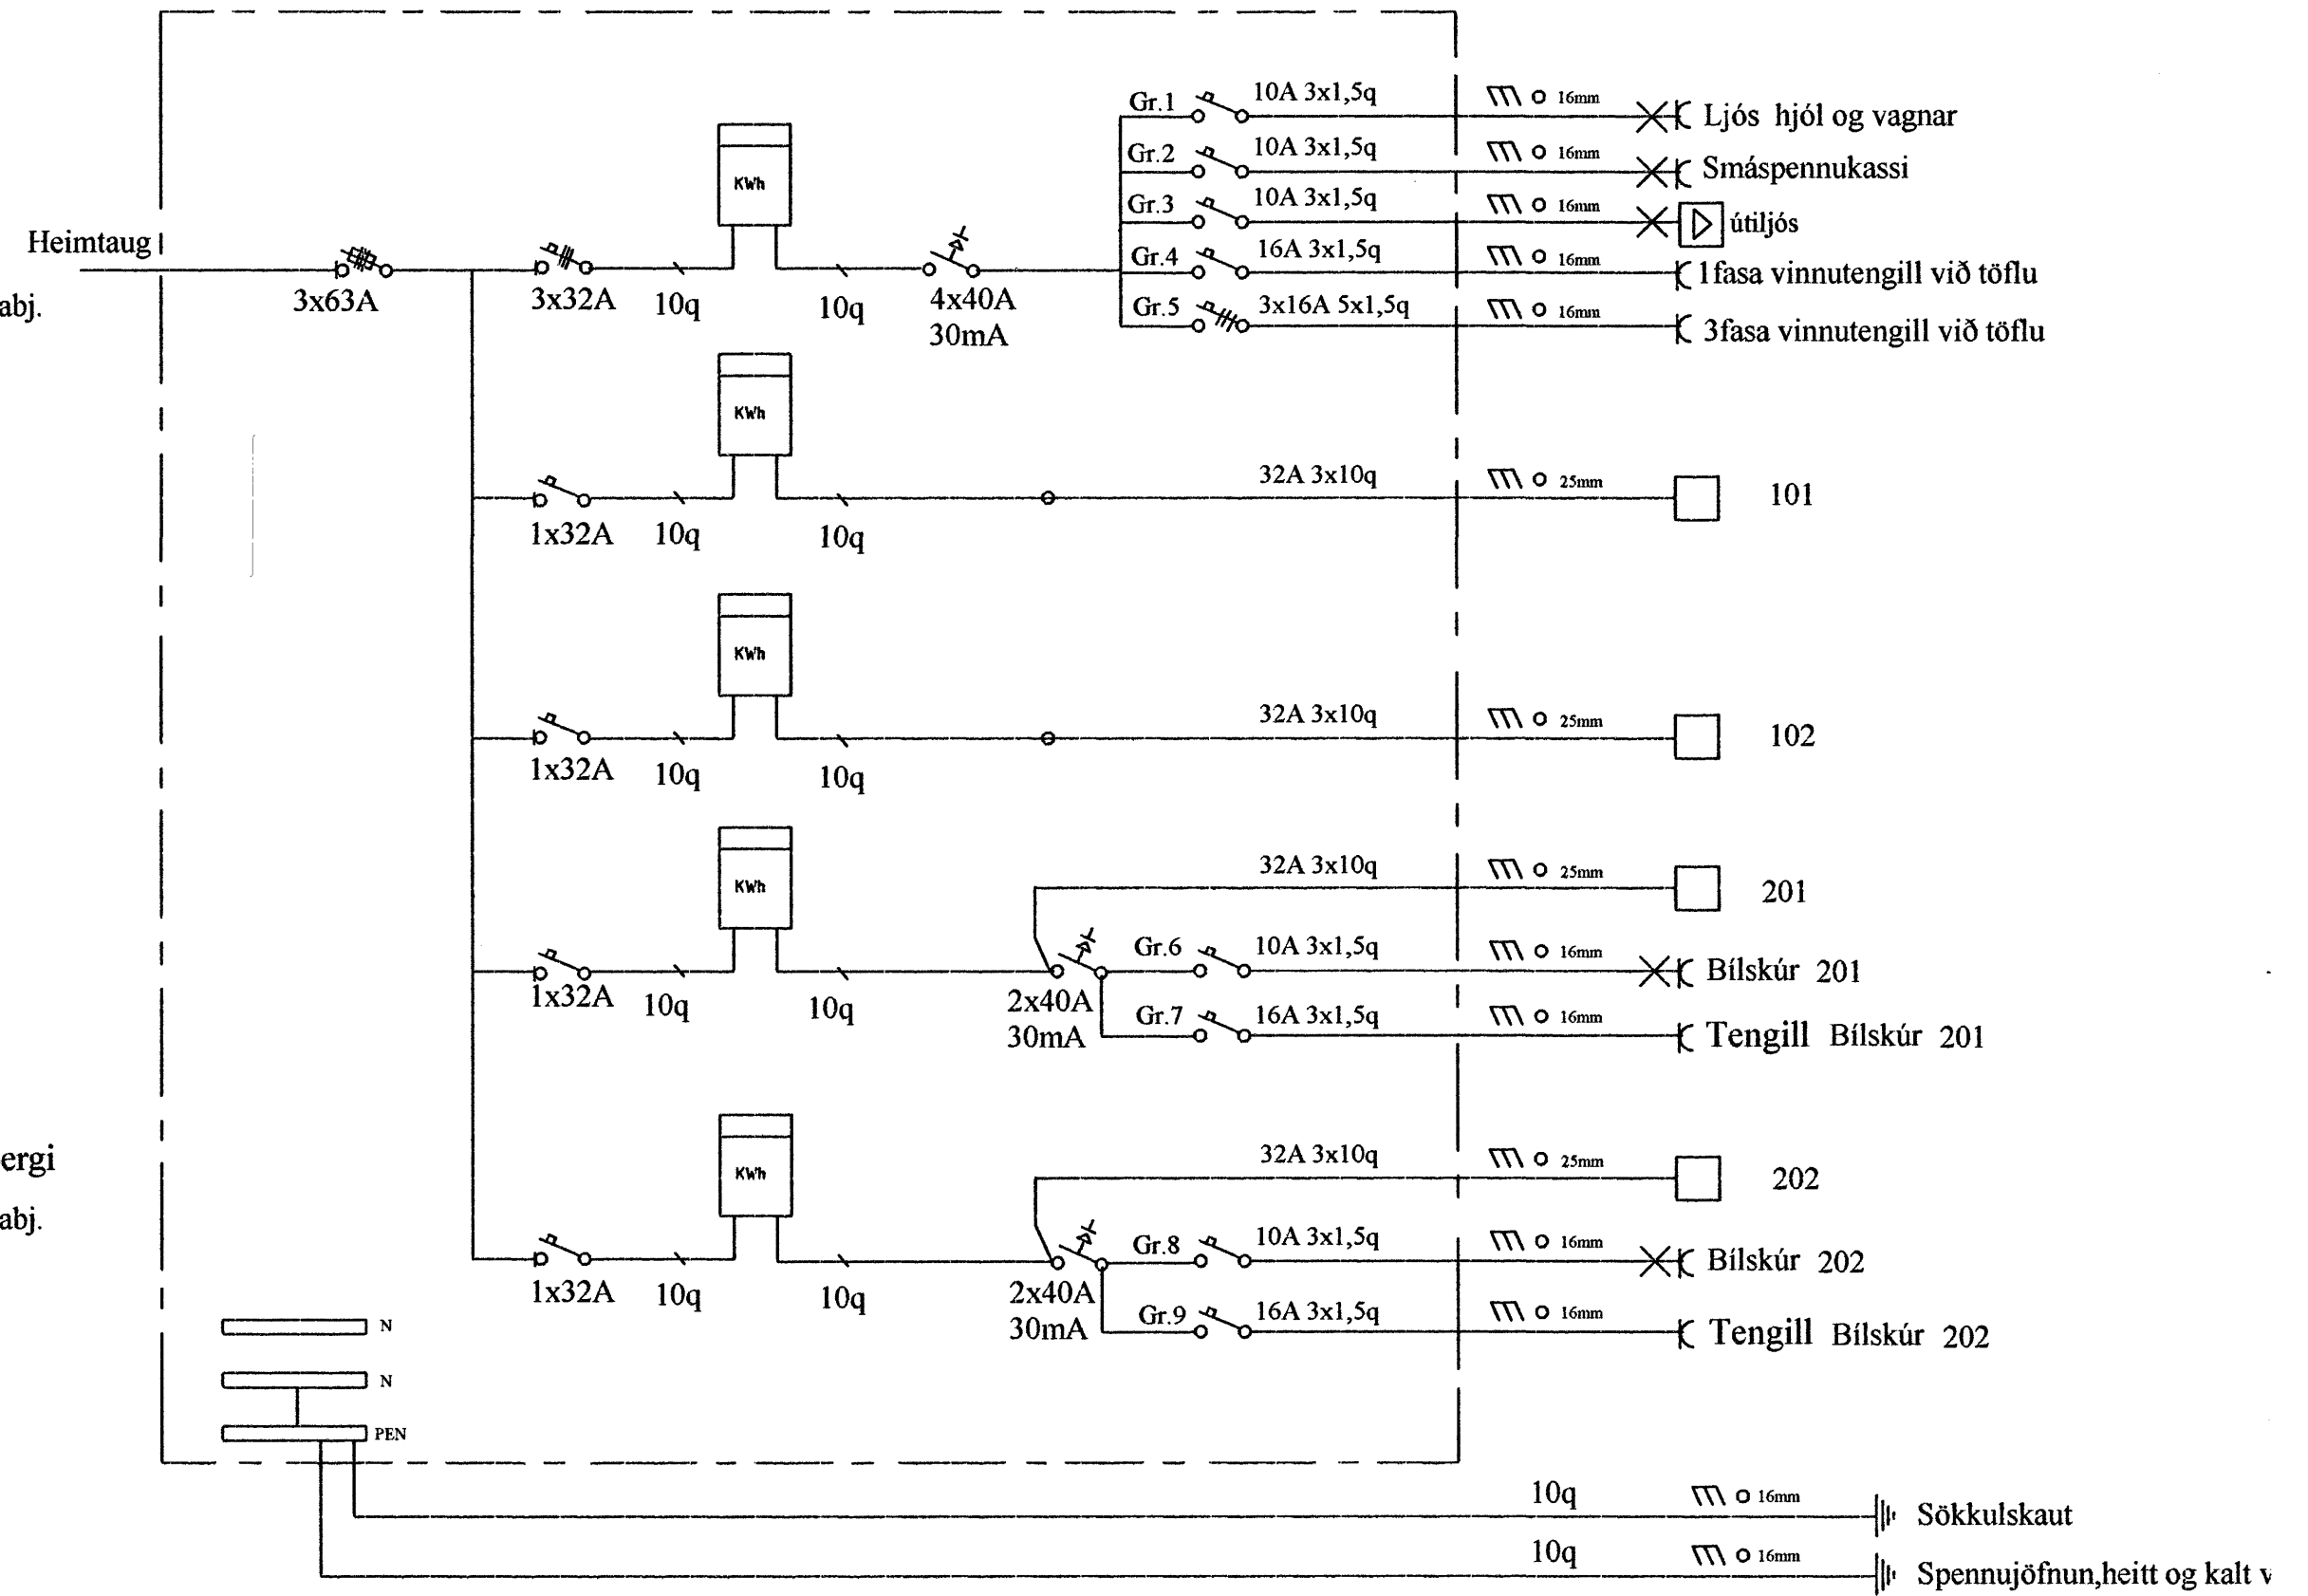 Gr.1 10A 3x1,5q 16mm Ljós hjól og vagnar
Gr.2 10A 3x1,5q 16mm Smáspennukassi
KWh
Gr.3 10A 3x1,5q 16mm útiljós
Heimtaug
Gr.4 16A 3x1,5q 16mm 1fasa vinnutengill við töflu
abj.
3x63A 3x32A 10q 10q 4x40A
30mA
Gr.5 3x16A 5x1,5q 16mm 3fasa vinnutengill við töflu
KWh
32A 3x10q 25mm 101
1x32A 10q 10q
KWh
32A 3x10q 25mm 102
1x32A 10q 10q
KWh
32A 3x10q 25mm 201
Gr.6 10A 3x1,5q 16mm Bílskúr 201
1x32A 10q 10q 2x40A
30mA
Gr.7 16A 3x1,5q 16mm Tengill Bílskúr 201
ergi
abj.
KWh
32A 3x10q 25mm 202
Gr.8 10A 3x1,5q 16mm Bílskúr 202
1x32A 10q 10q 2x40A
30mA
Gr.9 16A 3x1,5q 16mm Tengill Bílskúr 202
N
N
PEN
10q 16mm Sökkulskaut
10q 16mm Spennujöfnun,heitt og kalt v